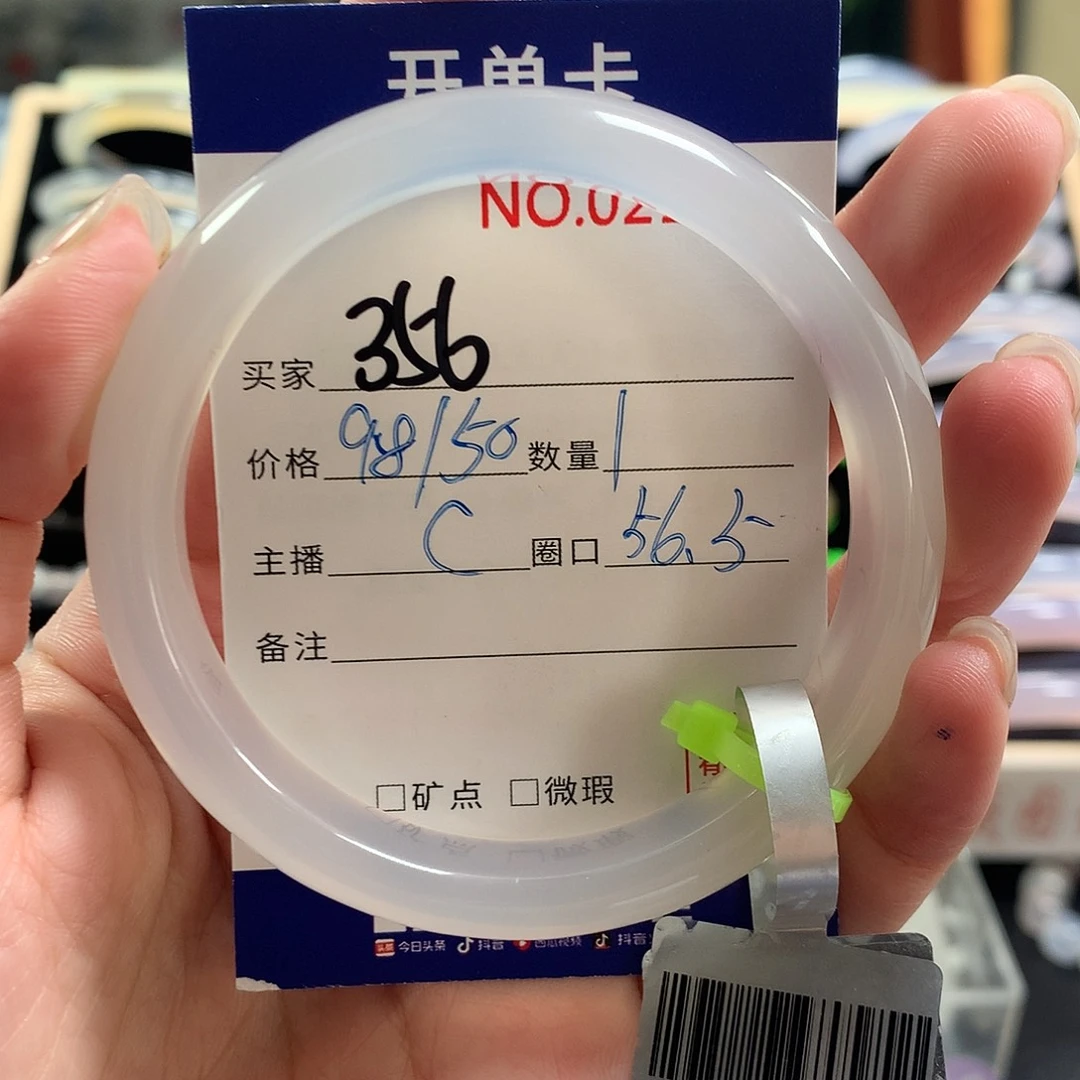 开单卡
NO.02
买家 356
价格 98/50 数量 1
主播 C 圈口 56.5
备注
□矿点 □微瑕
今日头条 抖音 西瓜视频 抖音